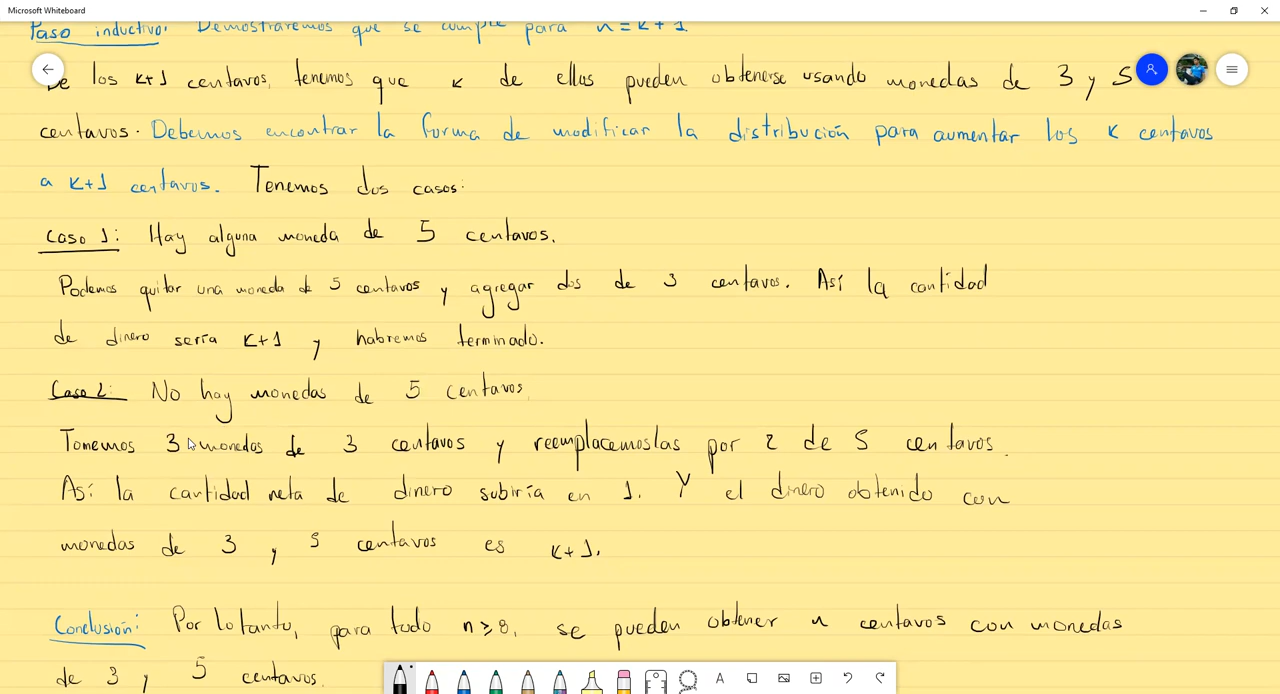 Microsoft Whiteboard
Paso inductivo: Demostraremos que se cumple para n=k+1.
De los k+1 centavos, tenemos que k de ellos pueden obtenerse usando monedas de 3 y 5
centavos. Debemos encontrar la forma de modificar la distribución para aumentar los k centavos
a k+1 centavos. Tenemos dos casos:
Caso 1: Hay alguna moneda de 5 centavos.
Podemos quitar una moneda de 5 centavos y agregar dos de 3 centavos. Así la cantidad
de dinero sería k+1 y habremos terminado.
Caso 2: No hay monedas de 5 centavos.
Tomemos 3 monedas de 3 centavos y reemplacemoslas por 2 de 5 centavos.
Así la cantidad neta de dinero subiría en 1. Y el dinero obtenido con
monedas de 3 y 5 centavos es k+1.
Conclusión: Por lo tanto, para todo n≥8, se pueden obtener n centavos con monedas
de 3 y 5 centavos.